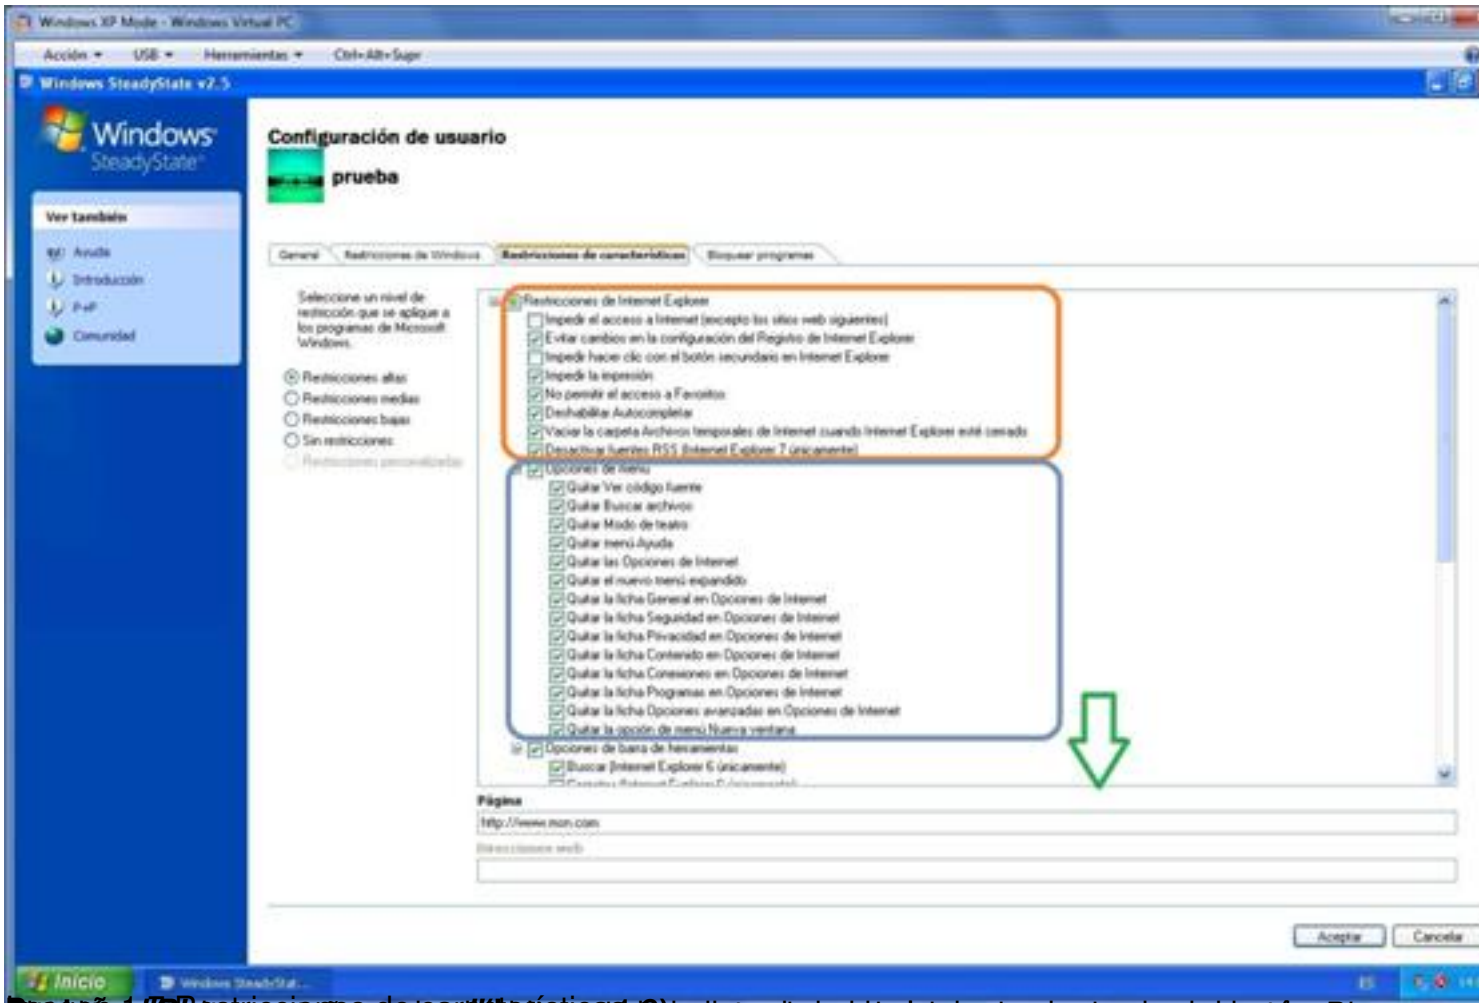 Windows XP Mode - Windows Virtual PC
Acción USB Herramientas Ctrl+Alt+Supr
Windows SteadyState v2.5
Windows
SteadyState
Configuración de usuario
prueba
Ver también
Ayuda
Introducción
P+F
Comunidad
General Restricciones de Windows Restricciones de características Bloquear programas
Seleccione un nivel de
restricción que se aplique a
los programas de Microsoft
Windows.
Restricciones altas
Restricciones medias
Restricciones bajas
Sin restricciones
Restricciones personalizadas
Restricciones de Internet Explorer
Impedir el acceso a Internet (excepto los sitios web siguientes)
Evitar cambios en la configuración del Registro de Internet Explorer
Impedir hacer clic con el botón secundario en Internet Explorer
Impedir la impresión
No permitir el acceso a Favoritos
Deshabilitar Autocompletar
Vaciar la carpeta Archivos temporales de Internet cuando Internet Explorer esté cerrado
Desactivar fuentes RSS (Internet Explorer 7 únicamente)
Opciones de menú
Quitar Ver código fuente
Quitar Buscar archivos
Quitar Modo de teatro
Quitar menú Ayuda
Quitar las Opciones de Internet
Quitar el nuevo menú expandido
Quitar la ficha General en Opciones de Internet
Quitar la ficha Seguridad en Opciones de Internet
Quitar la ficha Privacidad en Opciones de Internet
Quitar la ficha Contenido en Opciones de Internet
Quitar la ficha Conexiones en Opciones de Internet
Quitar la ficha Programas en Opciones de Internet
Quitar la ficha Opciones avanzadas en Opciones de Internet
Quitar la opción de menú Nueva ventana
Opciones de barra de herramientas
Buscar (Internet Explorer 6 únicamente)
Página
http://www.msn.com
Direcciones web
Aceptar Cancelar
Inicio Windows SteadyStat...
ES